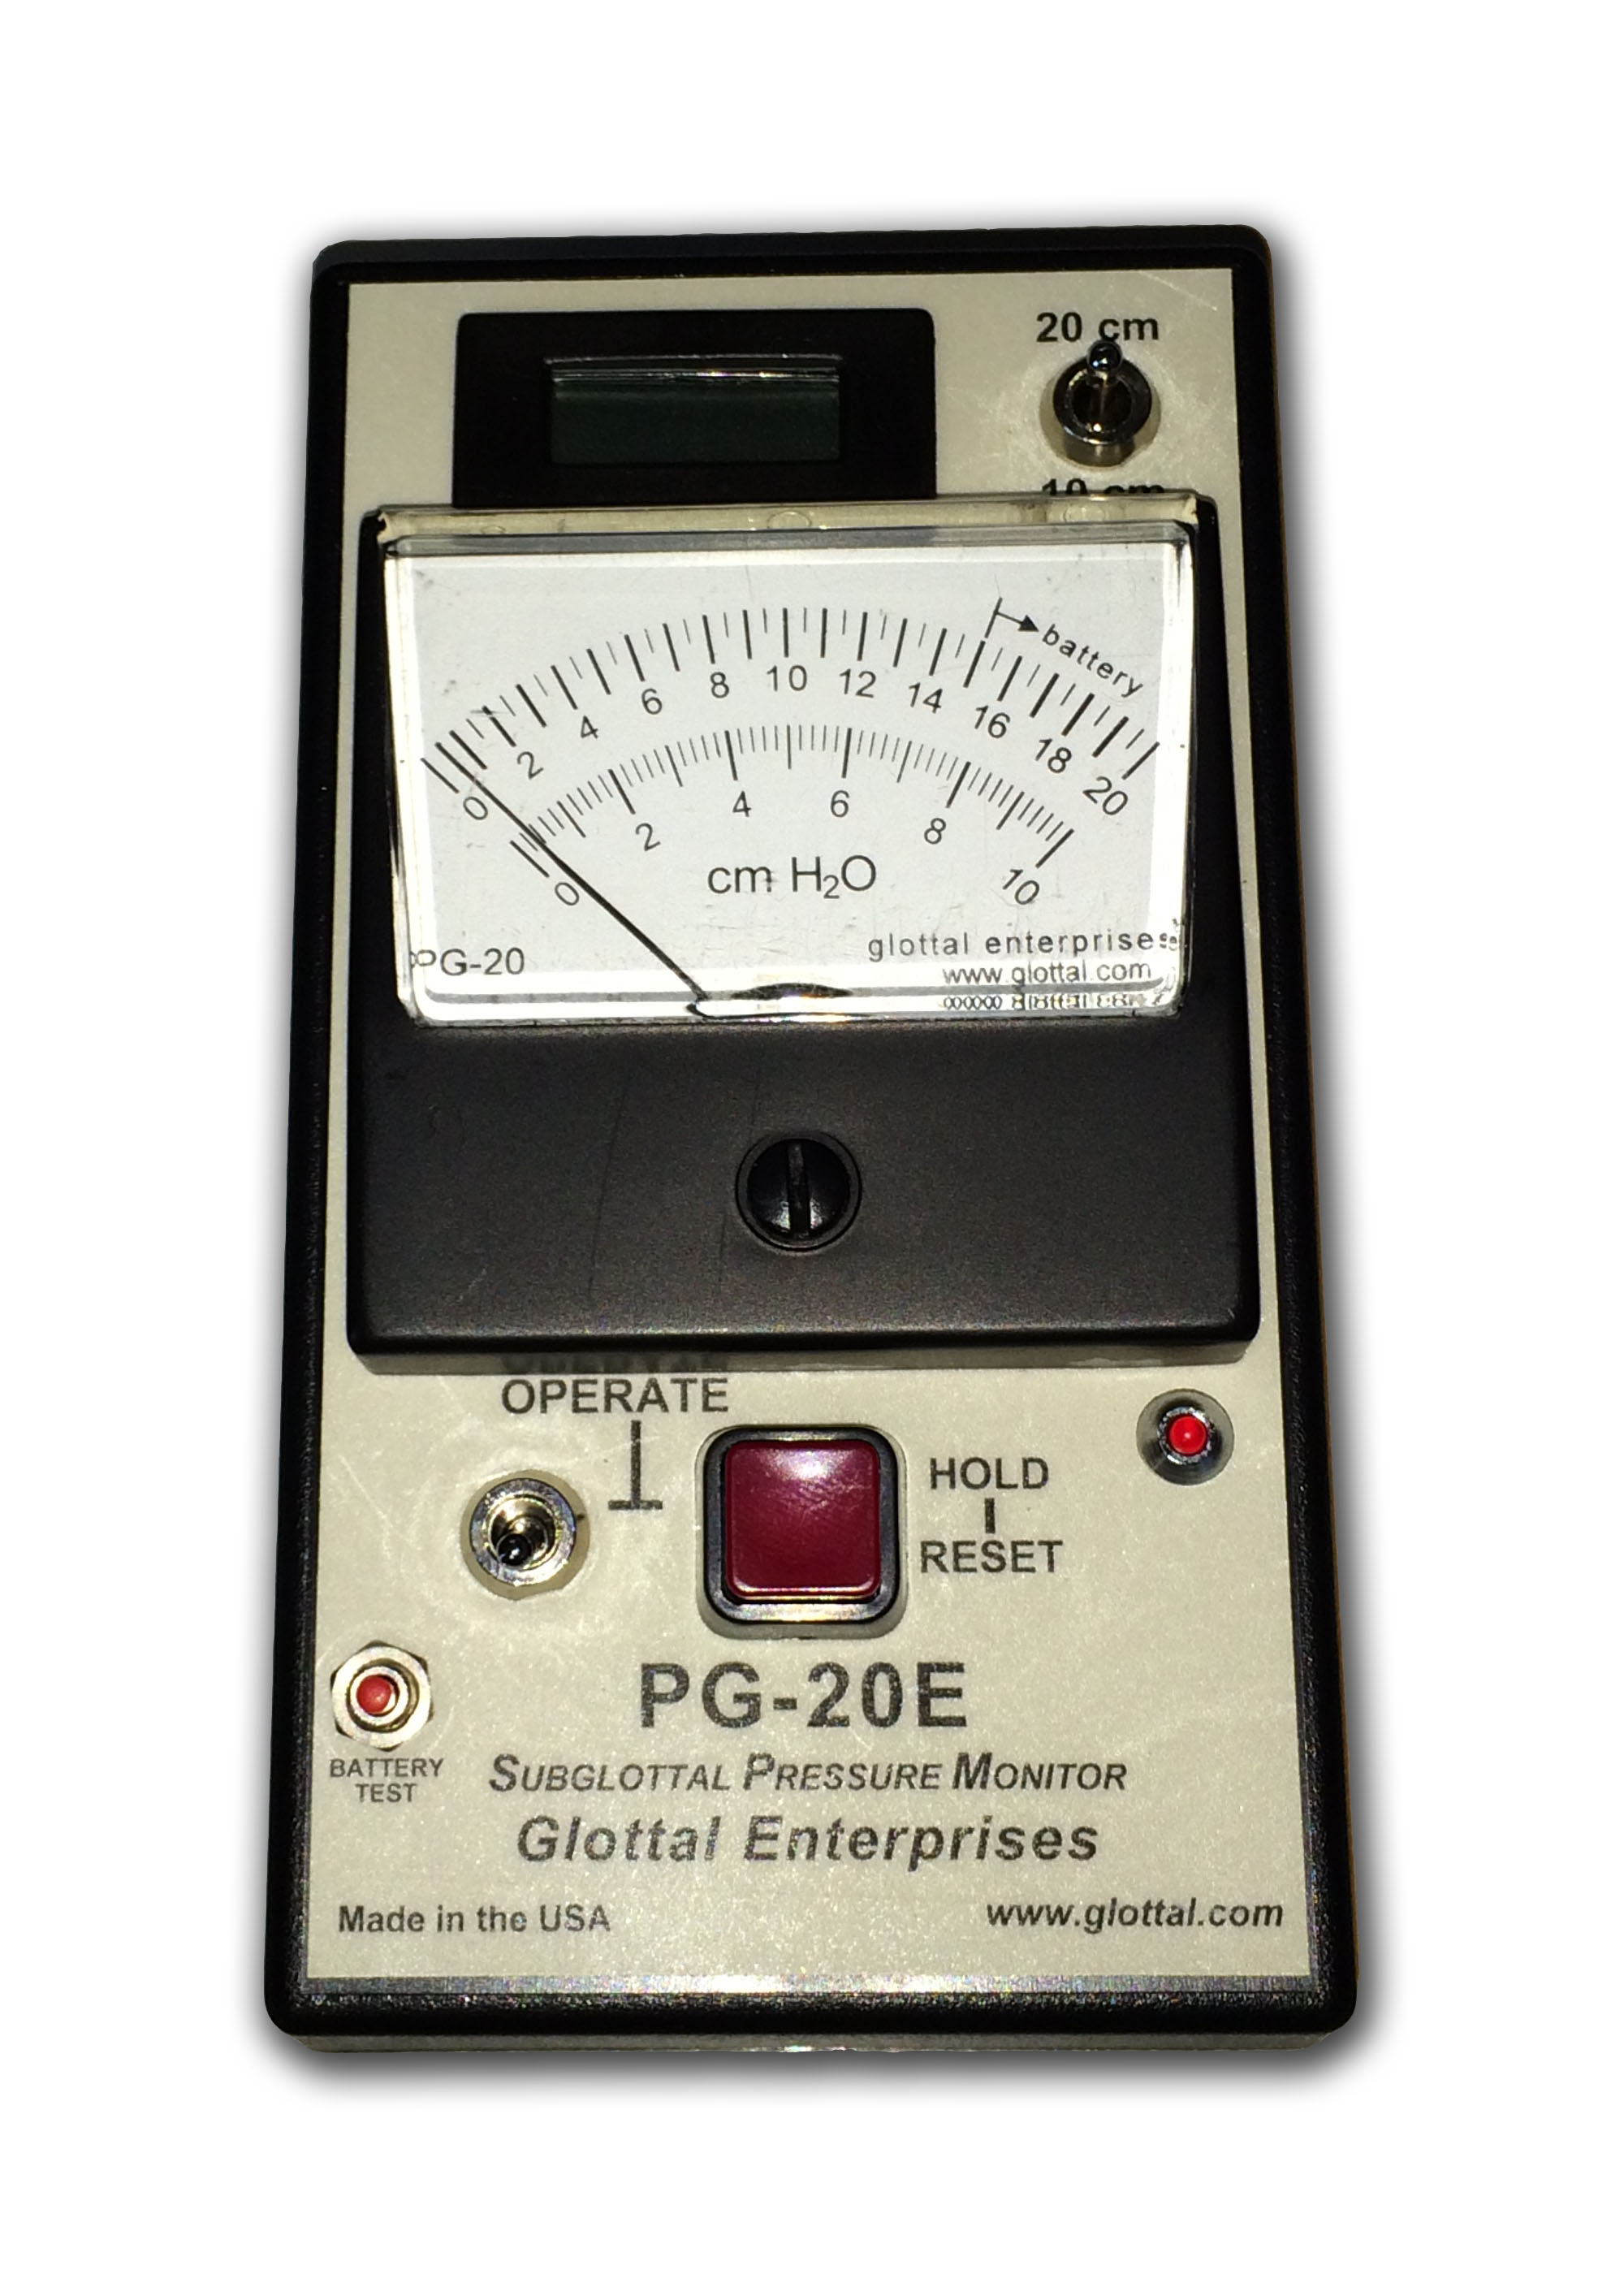 20 cm
10 cm
battery
0 2 4 6 8 10 12 14 16 18 20
0 2 4 6 8 10
cm H₂O
PG-20
glottal enterprises
www.glottal.com
OPERATE
HOLD
RESET
PG-20E
BATTERY
TEST
SUBGLOTTAL PRESSURE MONITOR
Glottal Enterprises
Made in the USA
www.glottal.com